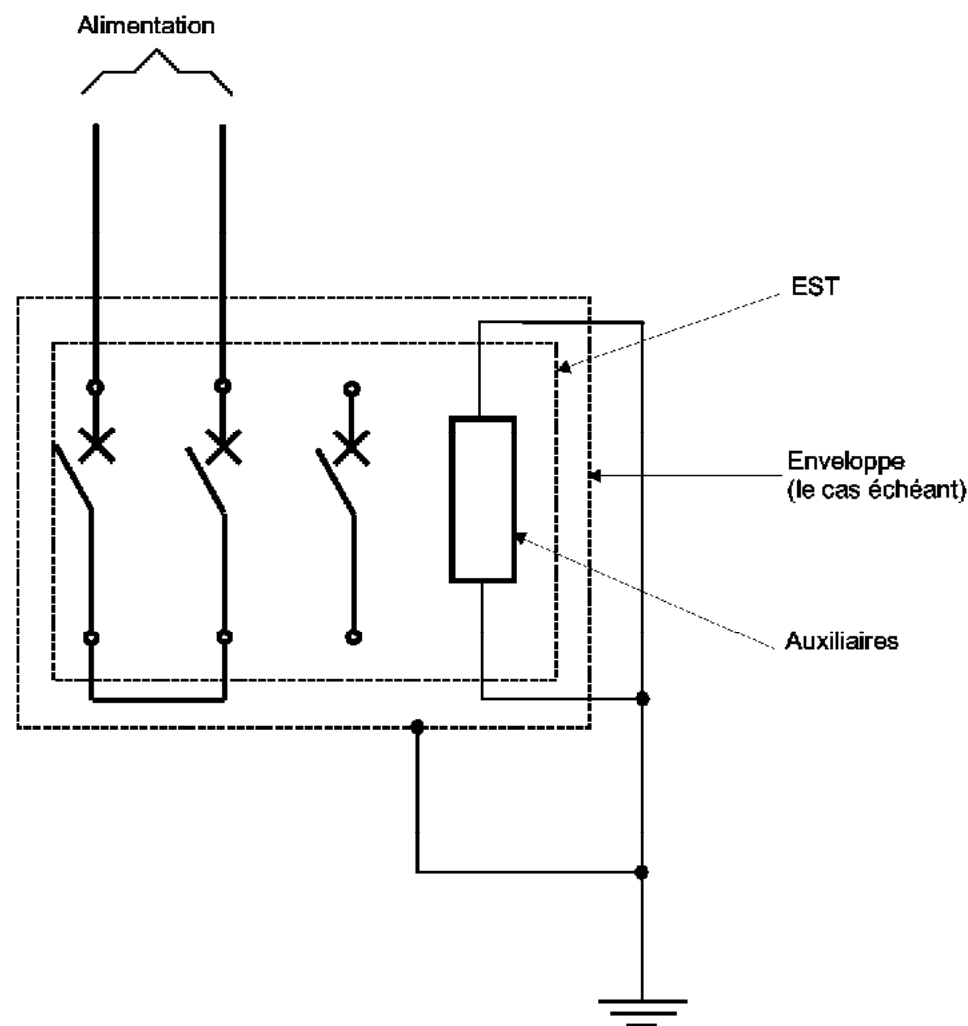 Alimentation
EST
Enveloppe
(le cas échéant)
Auxiliaires